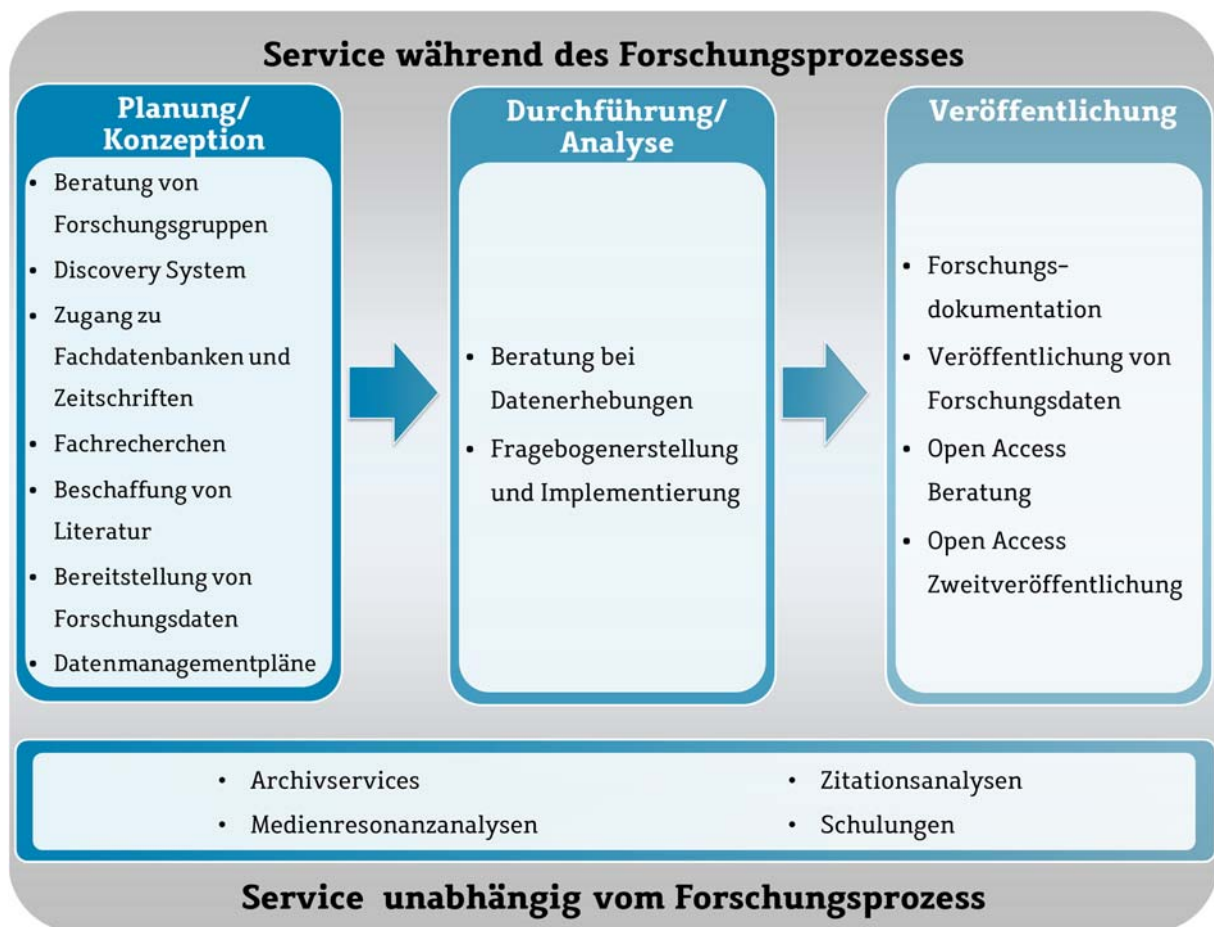 Service während des Forschungsprozesses
Planung/
Konzeption
• Beratung von
Forschungsgruppen
• Discovery System
• Zugang zu
Fachdatenbanken und
Zeitschriften
• Fachrecherchen
• Beschaffung von
Literatur
• Bereitstellung von
Forschungsdaten
• Datenmanagementpläne
Durchführung/
Analyse
• Beratung bei
Datenerhebungen
• Fragebogenerstellung
und Implementierung
Veröffentlichung
• Forschungs-
dokumentation
• Veröffentlichung von
Forschungsdaten
• Open Access
Beratung
• Open Access
Zweitveröffentlichung
• Archivservices
• Medienresonanzanalysen
• Zitationsanalysen
• Schulungen
Service unabhängig vom Forschungsprozess